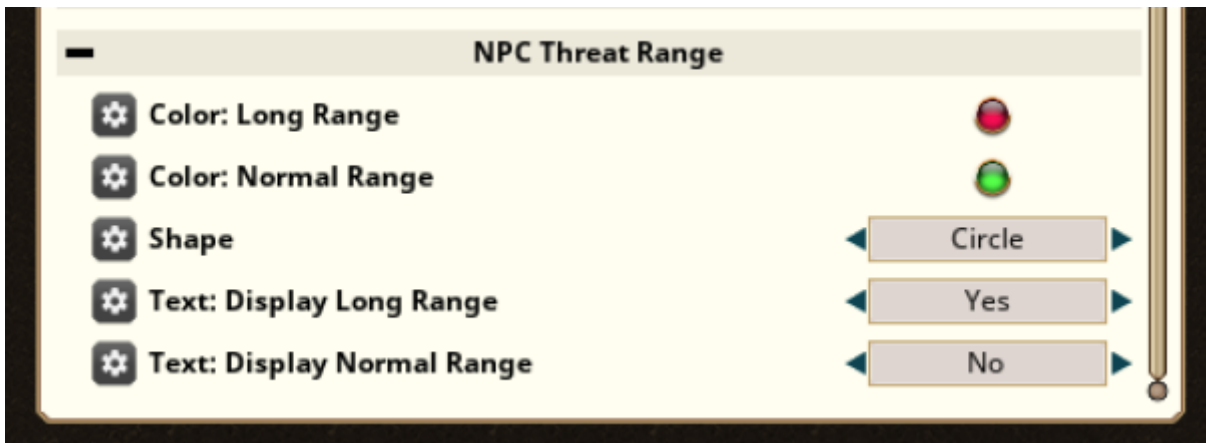 NPC Threat Range
Color: Long Range
Color: Normal Range
Shape Circle
Text: Display Long Range Yes
Text: Display Normal Range No